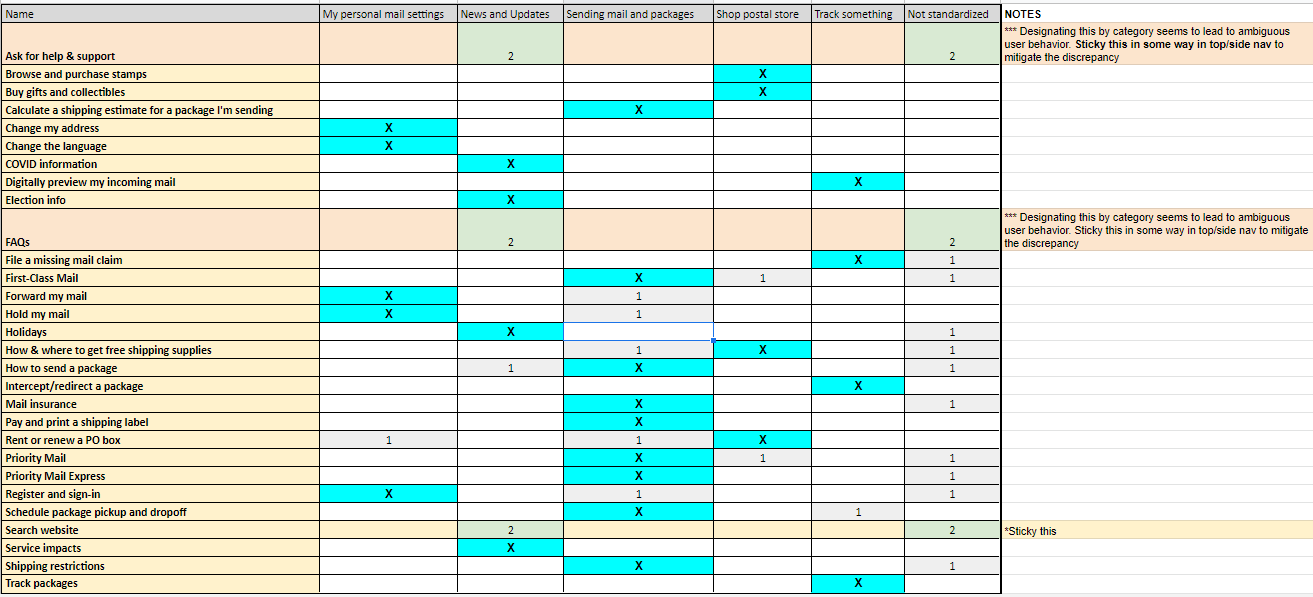 Name My personal mail settings News and Updates Sending mail and packages Shop postal store Track something Not standardized NOTES
*** Designating this by category seems to lead to ambiguous
user behavior. Sticky this in some way in top/side nav to
Ask for help & support 2 2 mitigate the discrepancy
Browse and purchase stamps X
Buy gifts and collectibles X
Calculate a shipping estimate for a package I'm sending X
Change my address X
Change the language X
COVID information X
Digitally preview my incoming mail X
Election info X
*** Designating this by category seems to lead to ambiguous
user behavior. Sticky this in some way in top/side nav to mitigate
FAQs 2 2 the discrepancy
File a missing mail claim X 1
First-Class Mail X 1 1
Forward my mail X 1
Hold my mail X 1
Holidays X 1
How & where to get free shipping supplies 1 X 1
How to send a package 1 X 1
Intercept/redirect a package X
Mail insurance X 1
Pay and print a shipping label X
Rent or renew a PO box 1 1 X
Priority Mail X 1 1
Priority Mail Express X 1
Register and sign-in X 1 1
Schedule package pickup and dropoff X 1
Search website 2 2 *Sticky this
Service impacts X
Shipping restrictions X 1
Track packages X